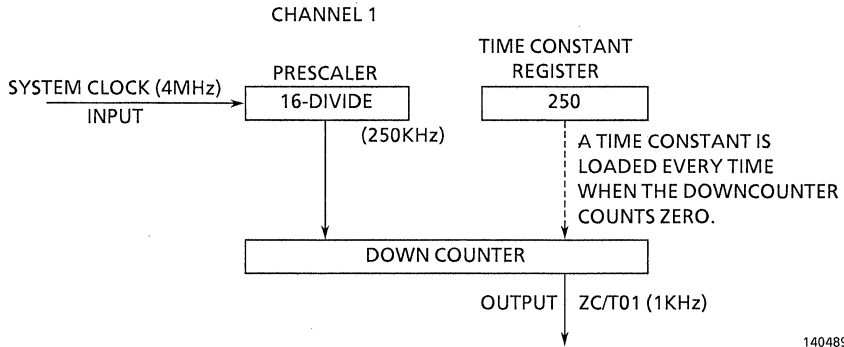 CHANNEL 1
TIME CONSTANT
REGISTER
PRESCALER
SYSTEM CLOCK (4MHz)
INPUT
16-DIVIDE
250
(250KHz)
A TIME CONSTANT IS
LOADED EVERY TIME
WHEN THE DOWNCOUNTER
COUNTS ZERO.
DOWN COUNTER
OUTPUT ZC/T01 (1KHz)
140489